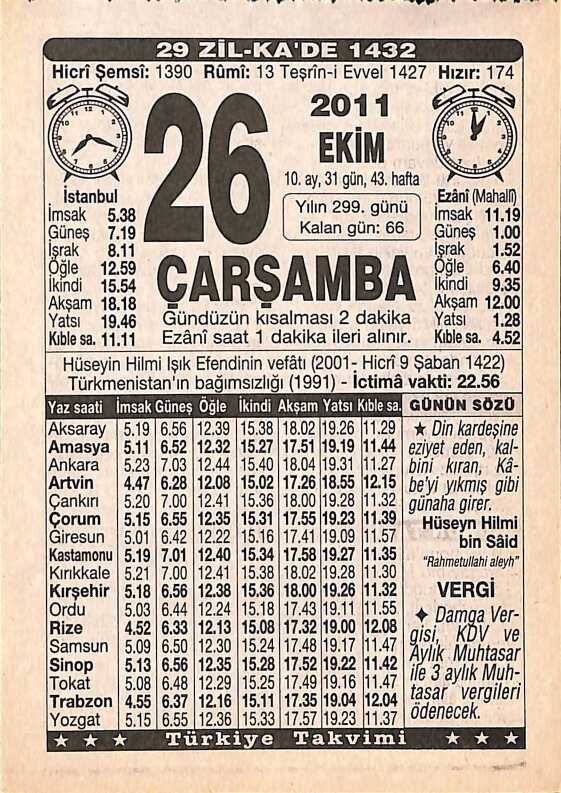 29 ZİL-KA'DE 1432
Hicrî Şemsî: 1390 Rûmî: 13 Teşrîn-i Evvel 1427 Hızır: 174
26
2011
EKİM
10. ay, 31 gün, 43. hafta
Yılın 299. günü
Kalan gün: 66
ÇARŞAMBA
Gündüzün kısalması 2 dakika
Ezânî saat 1 dakika ileri alınır.
İstanbul
İmsak 5.38
Güneş 7.19
İşrak 8.11
Öğle 12.59
İkindi 15.54
Akşam 18.18
Yatsı 19.46
Kıble sa. 11.11
Ezânî (Mahallî)
İmsak 11.19
Güneş 1.00
İşrak 1.52
Öğle 6.40
İkindi 9.35
Akşam 12.00
Yatsı 1.28
Kıble sa. 4.52
Hüseyin Hilmi Işık Efendinin vefâtı (2001- Hicrî 9 Şaban 1422)
Türkmenistan'ın bağımsızlığı (1991) - İctimâ vakti: 22.56
Yaz saati İmsak Güneş Öğle İkindi Akşam Yatsı Kıble sa.
Aksaray 5.19 6.56 12.39 15.38 18.02 19.26 11.29
Amasya 5.11 6.52 12.32 15.27 17.51 19.19 11.44
Ankara 5.23 7.03 12.44 15.40 18.04 19.31 11.27
Artvin 4.47 6.28 12.08 15.02 17.26 18.55 12.15
Çankırı 5.20 7.00 12.41 15.36 18.00 19.28 11.32
Çorum 5.15 6.55 12.35 15.31 17.55 19.23 11.39
Giresun 5.01 6.42 12.22 15.16 17.41 19.09 11.57
Kastamonu 5.19 7.01 12.40 15.34 17.58 19.27 11.35
Kırıkkale 5.21 7.00 12.41 15.38 18.02 19.28 11.30
Kırşehir 5.18 6.56 12.38 15.36 18.00 19.26 11.32
Ordu 5.03 6.44 12.24 15.18 17.43 19.11 11.55
Rize 4.52 6.33 12.13 15.08 17.32 19.00 12.08
Samsun 5.09 6.50 12.30 15.24 17.48 19.17 11.47
Sinop 5.13 6.56 12.35 15.28 17.52 19.22 11.42
Tokat 5.08 6.48 12.29 15.25 17.49 19.16 11.47
Trabzon 4.55 6.37 12.16 15.11 17.35 19.04 12.04
Yozgat 5.15 6.55 12.36 15.33 17.57 19.23 11.37
GÜNÜN SÖZÜ
★ Din kardeşine
eziyet eden, kal-
bini kıran, Kâ-
be'yi yıkmış gibi
günaha girer.
Hüseyn Hilmi
bin Sâid
"Rahmetullahi aleyh"
VERGİ
✦ Damga Ver-
gisi, KDV ve
Aylık Muhtasar
ile 3 aylık Muh-
tasar vergileri
ödenecek.
★ ★ ★ Türkiye Takvimi ★ ★ ★